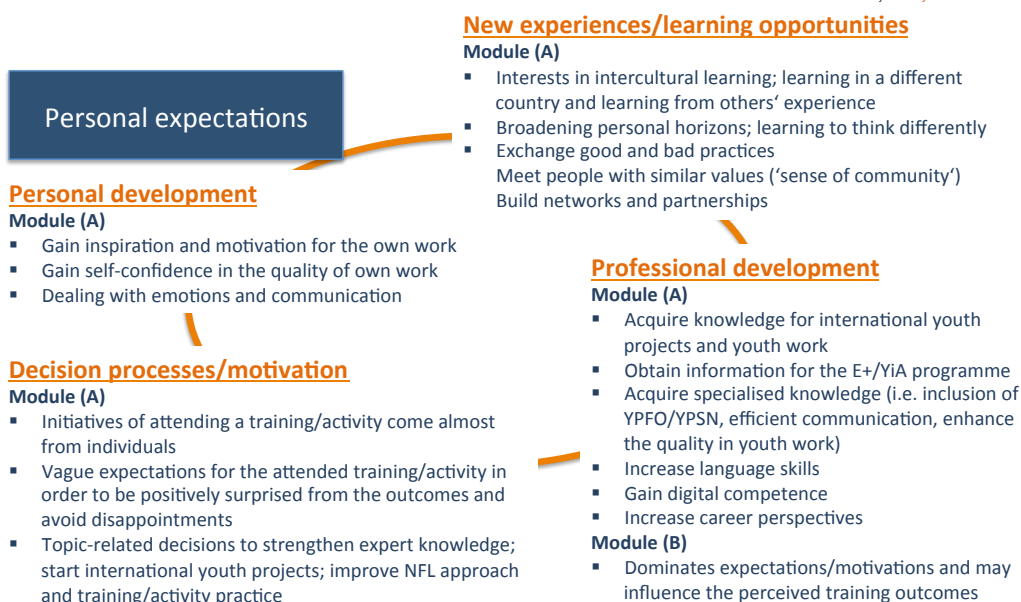 Personal expectations
New experiences/learning opportunities
Module (A)
▪ Interests in intercultural learning; learning in a different
country and learning from others‘ experience
▪ Broadening personal horizons; learning to think differently
▪ Exchange good and bad practices
Meet people with similar values (‘sense of community‘)
Build networks and partnerships
Personal development
Module (A)
▪ Gain inspiration and motivation for the own work
▪ Gain self-confidence in the quality of own work
▪ Dealing with emotions and communication
Professional development
Module (A)
▪ Acquire knowledge for international youth
projects and youth work
▪ Obtain information for the E+/YiA programme
▪ Acquire specialised knowledge (i.e. inclusion of
YPFO/YPSN, efficient communication, enhance
the quality in youth work)
▪ Increase language skills
▪ Gain digital competence
▪ Increase career perspectives
Module (B)
▪ Dominates expectations/motivations and may
influence the perceived training outcomes
Decision processes/motivation
Module (A)
▪ Initiatives of attending a training/activity come almost
from individuals
▪ Vague expectations for the attended training/activity in
order to be positively surprised from the outcomes and
avoid disappointments
▪ Topic-related decisions to strengthen expert knowledge;
start international youth projects; improve NFL approach
and training/activity practice